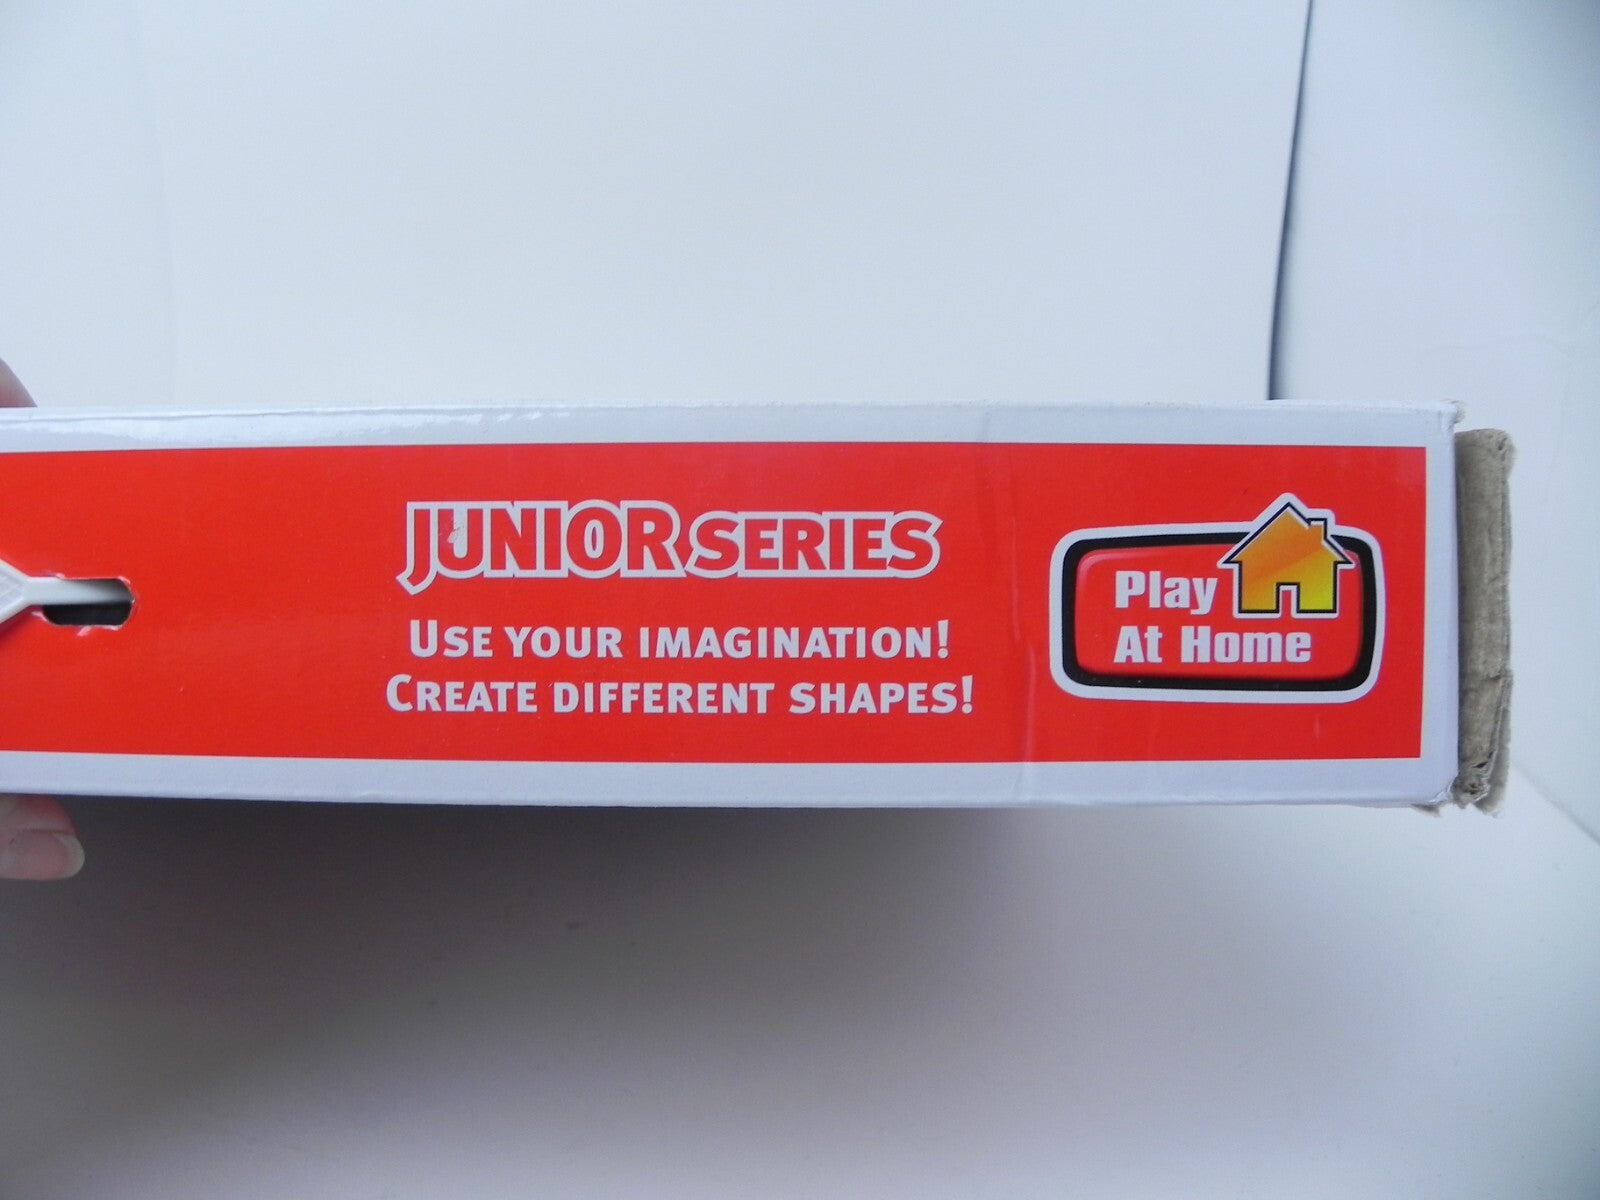 JUNIOR SERIES
USE YOUR IMAGINATION!
CREATE DIFFERENT SHAPES!
Play
At Home